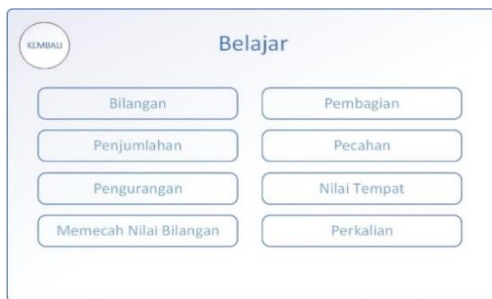 KEMBALI
Belajar
Bilangan
Penjumlahan
Pengurangan
Memecah Nilai Bilangan
Pembagian
Pecahan
Nilai Tempat
Perkalian